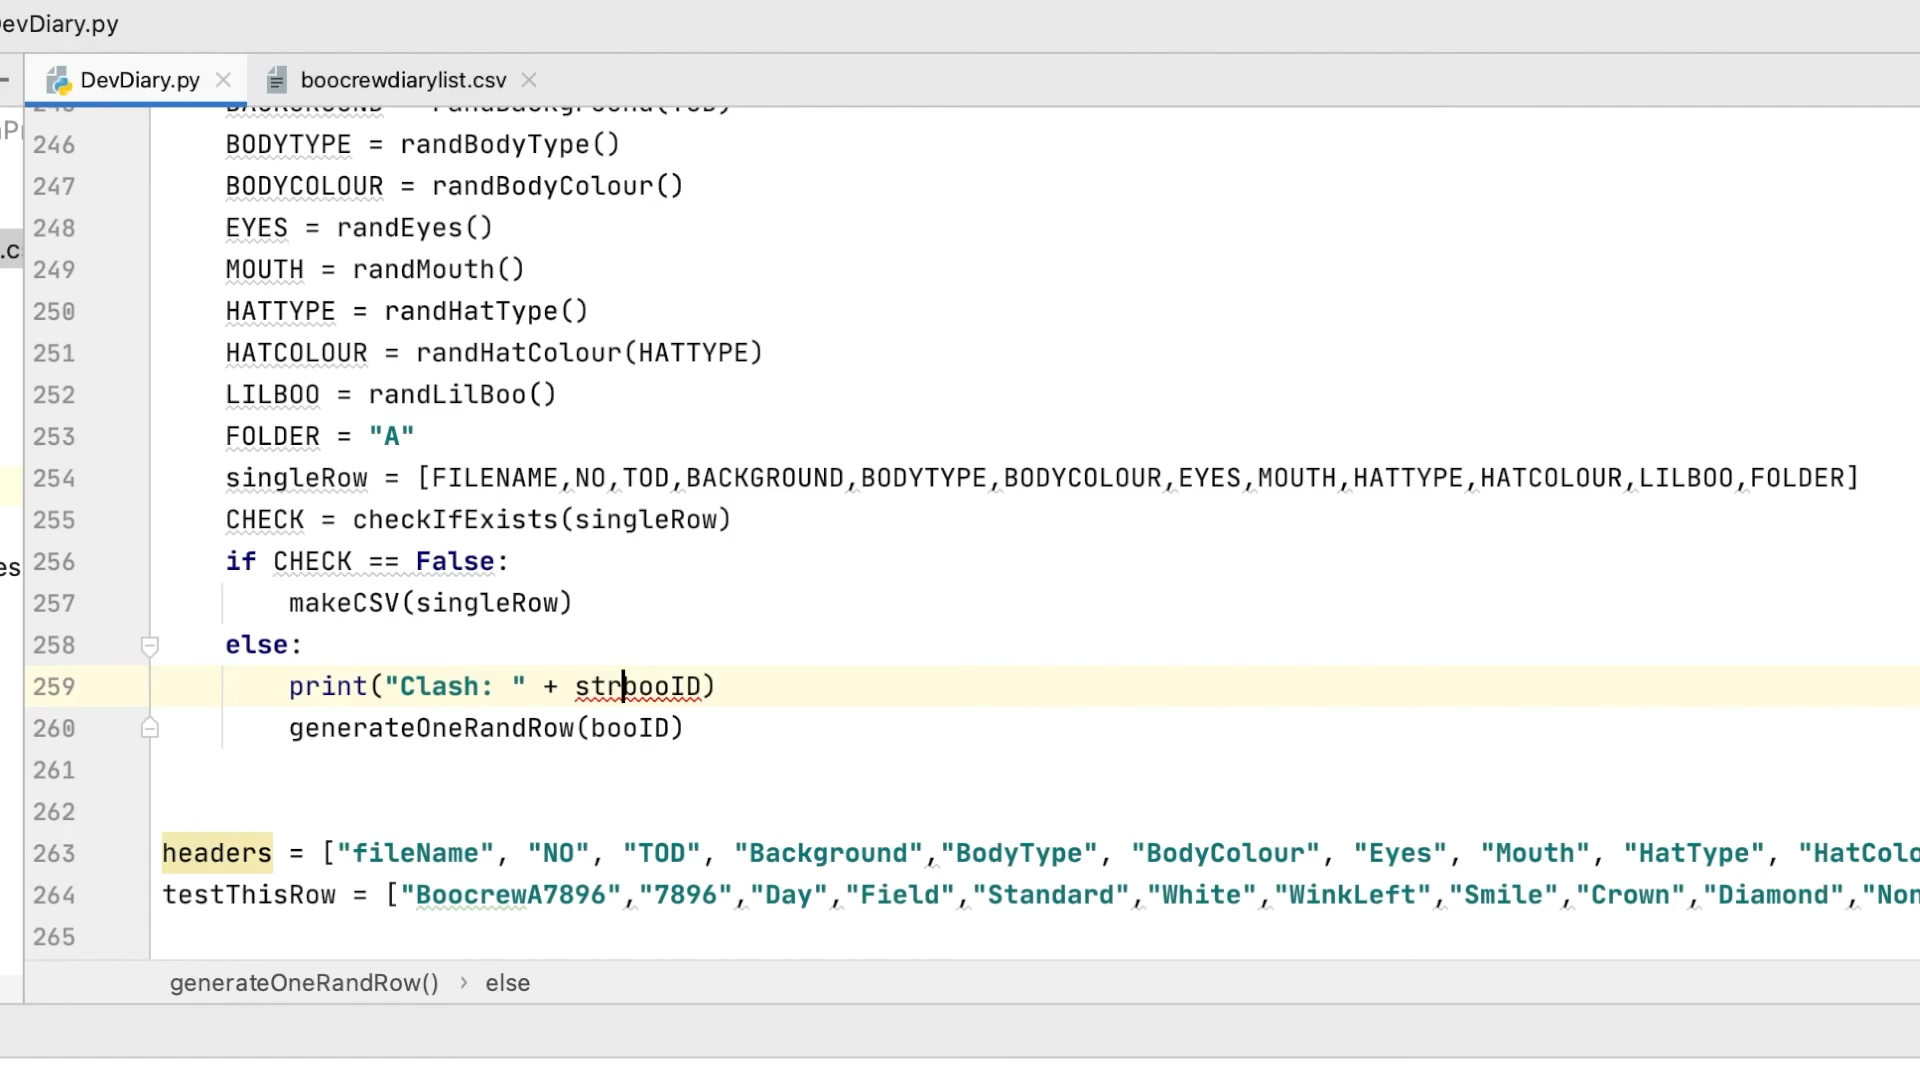 evDiary.py
DevDiary.py
boocrewdiarylist.csv
246 BODYTYPE = randBodyType()
247 BODYCOLOUR = randBodyColour()
248 EYES = randEyes()
249 MOUTH = randMouth()
250 HATTYPE = randHatType()
251 HATCOLOUR = randHatColour(HATTYPE)
252 LILBOO = randLilBoo()
253 FOLDER = "A"
254 singleRow = [FILENAME,NO,TOD,BACKGROUND,BODYTYPE,BODYCOLOUR,EYES,MOUTH,HATTYPE,HATCOLOUR,LILBOO,FOLDER]
255 CHECK = checkIfExists(singleRow)
256 if CHECK == False:
257 makeCSV(singleRow)
258 else:
259 print("Clash: " + strbooID)
260 generateOneRandRow(booID)
261
262
263 headers = ["fileName", "NO", "TOD", "Background","BodyType", "BodyColour", "Eyes", "Mouth", "HatType", "HatColo
264 testThisRow = ["BoocrewA7896","7896","Day","Field","Standard","White","WinkLeft","Smile","Crown","Diamond","Non
265
generateOneRandRow() › else